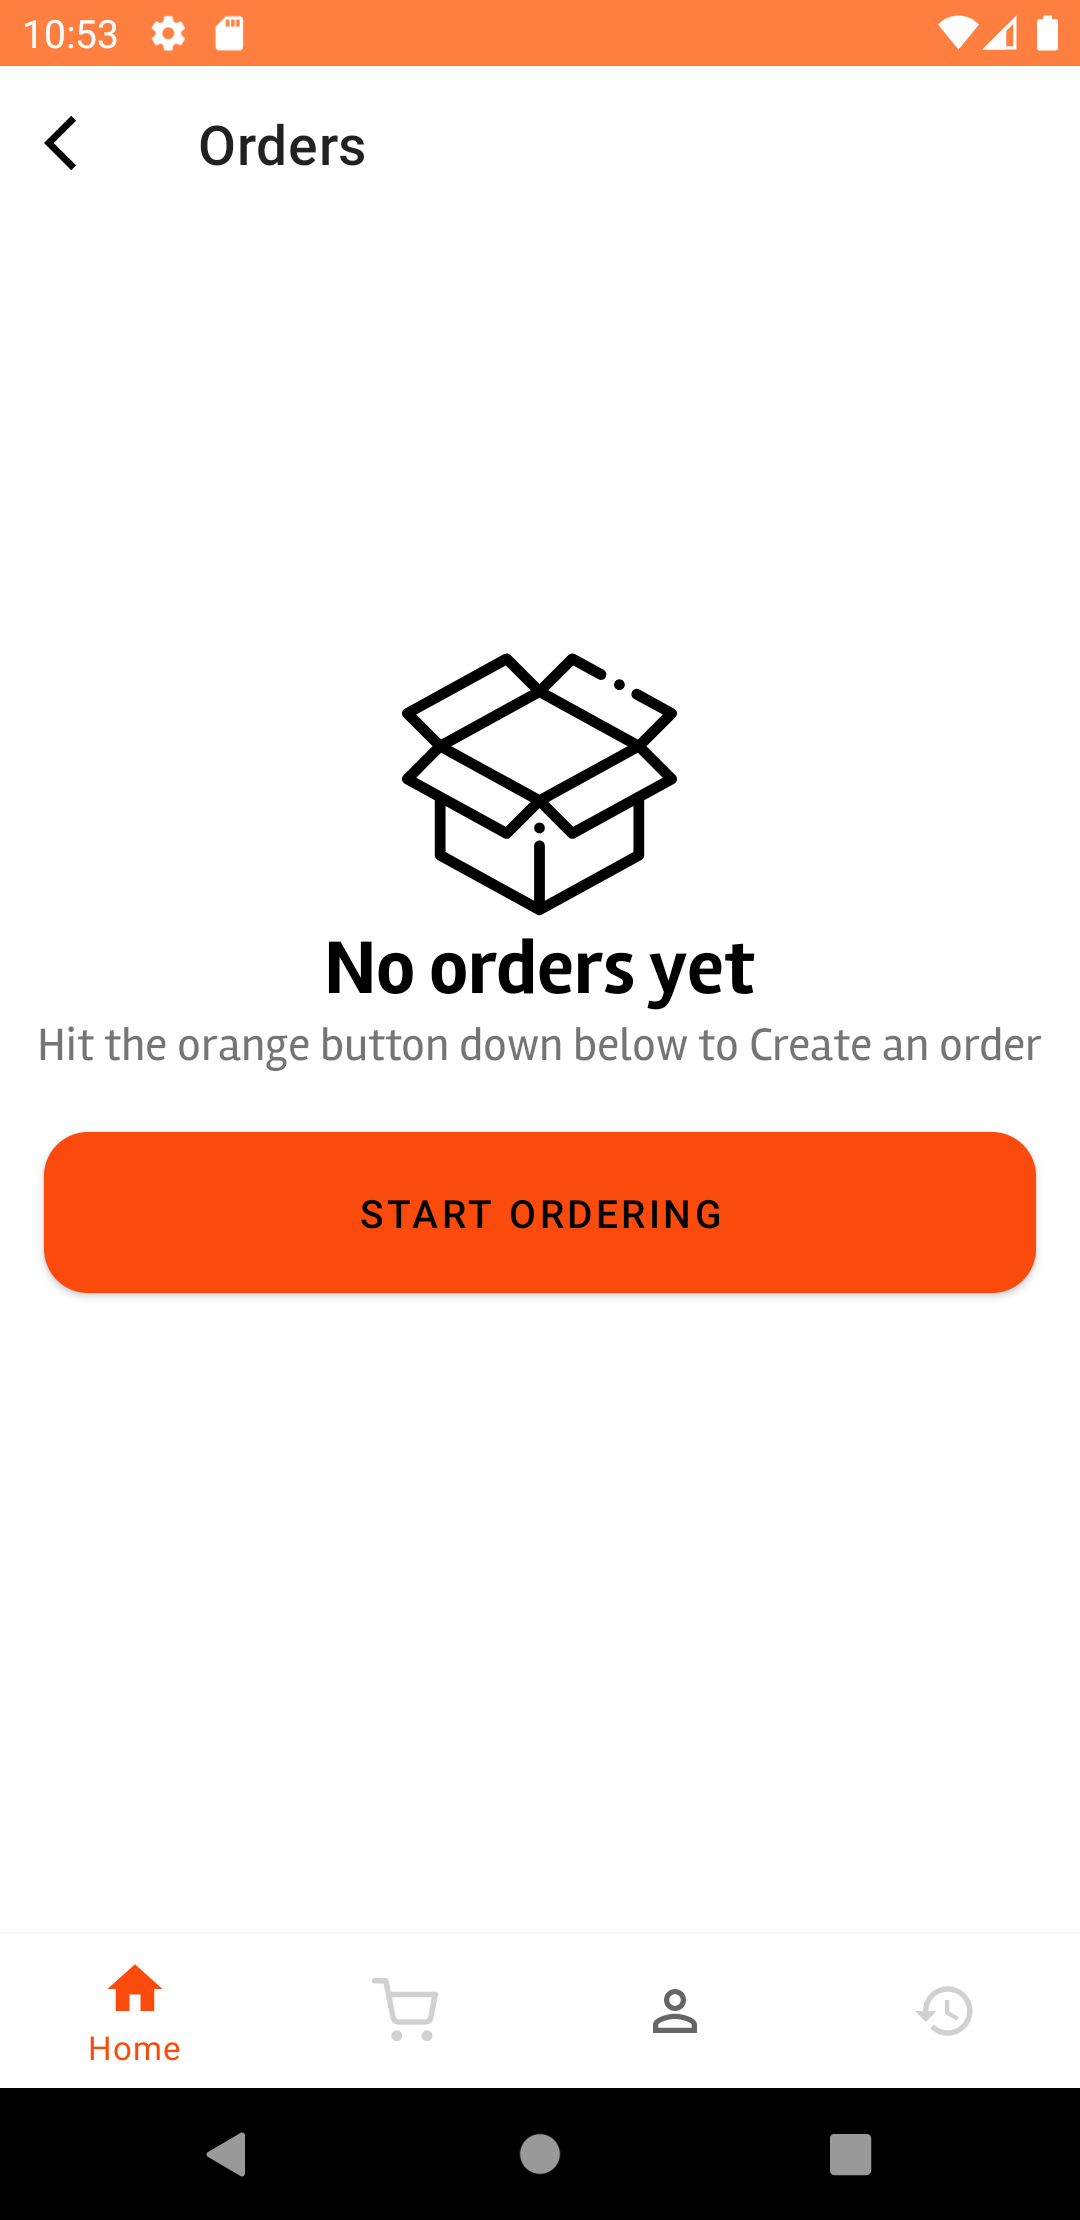 10:53
Orders
No orders yet
Hit the orange button down below to Create an order
START ORDERING
Home